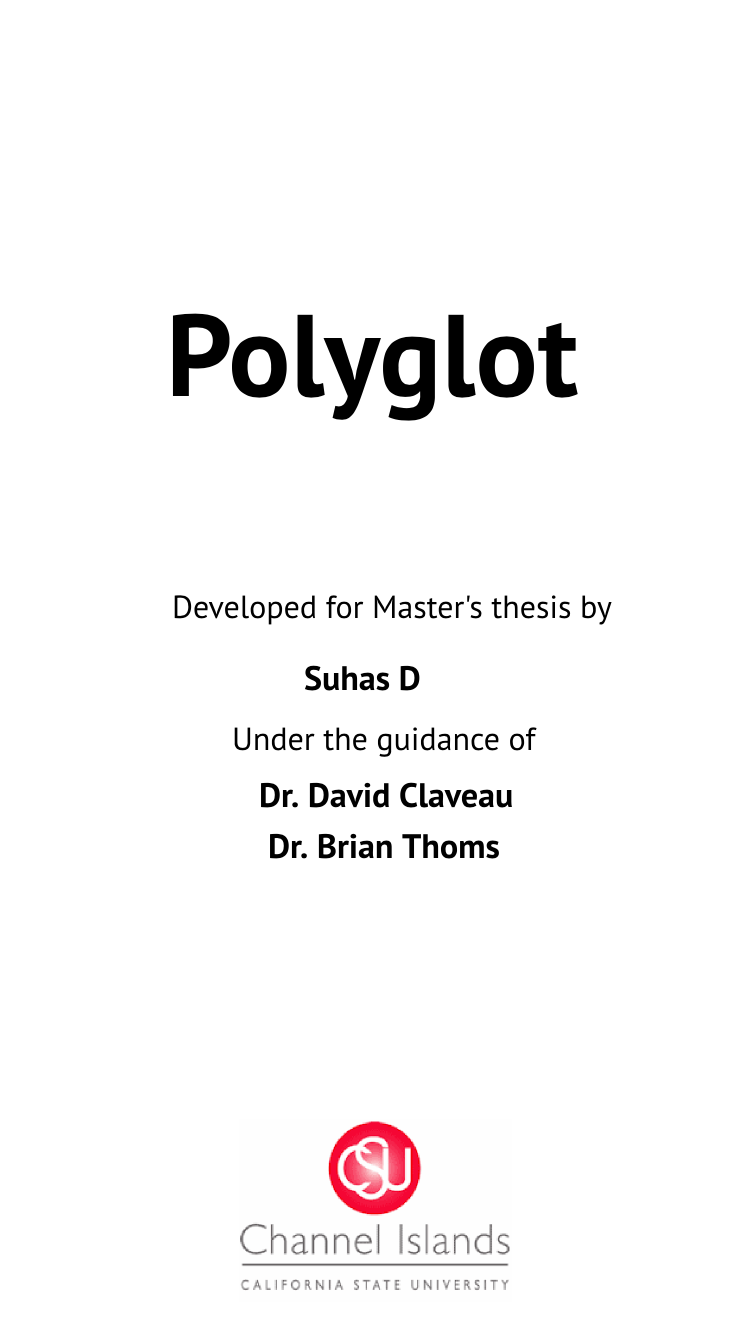 Polyglot
Developed for Master's thesis by
Suhas D
Under the guidance of
Dr. David Claveau
Dr. Brian Thoms
CSU
Channel Islands
CALIFORNIA STATE UNIVERSITY